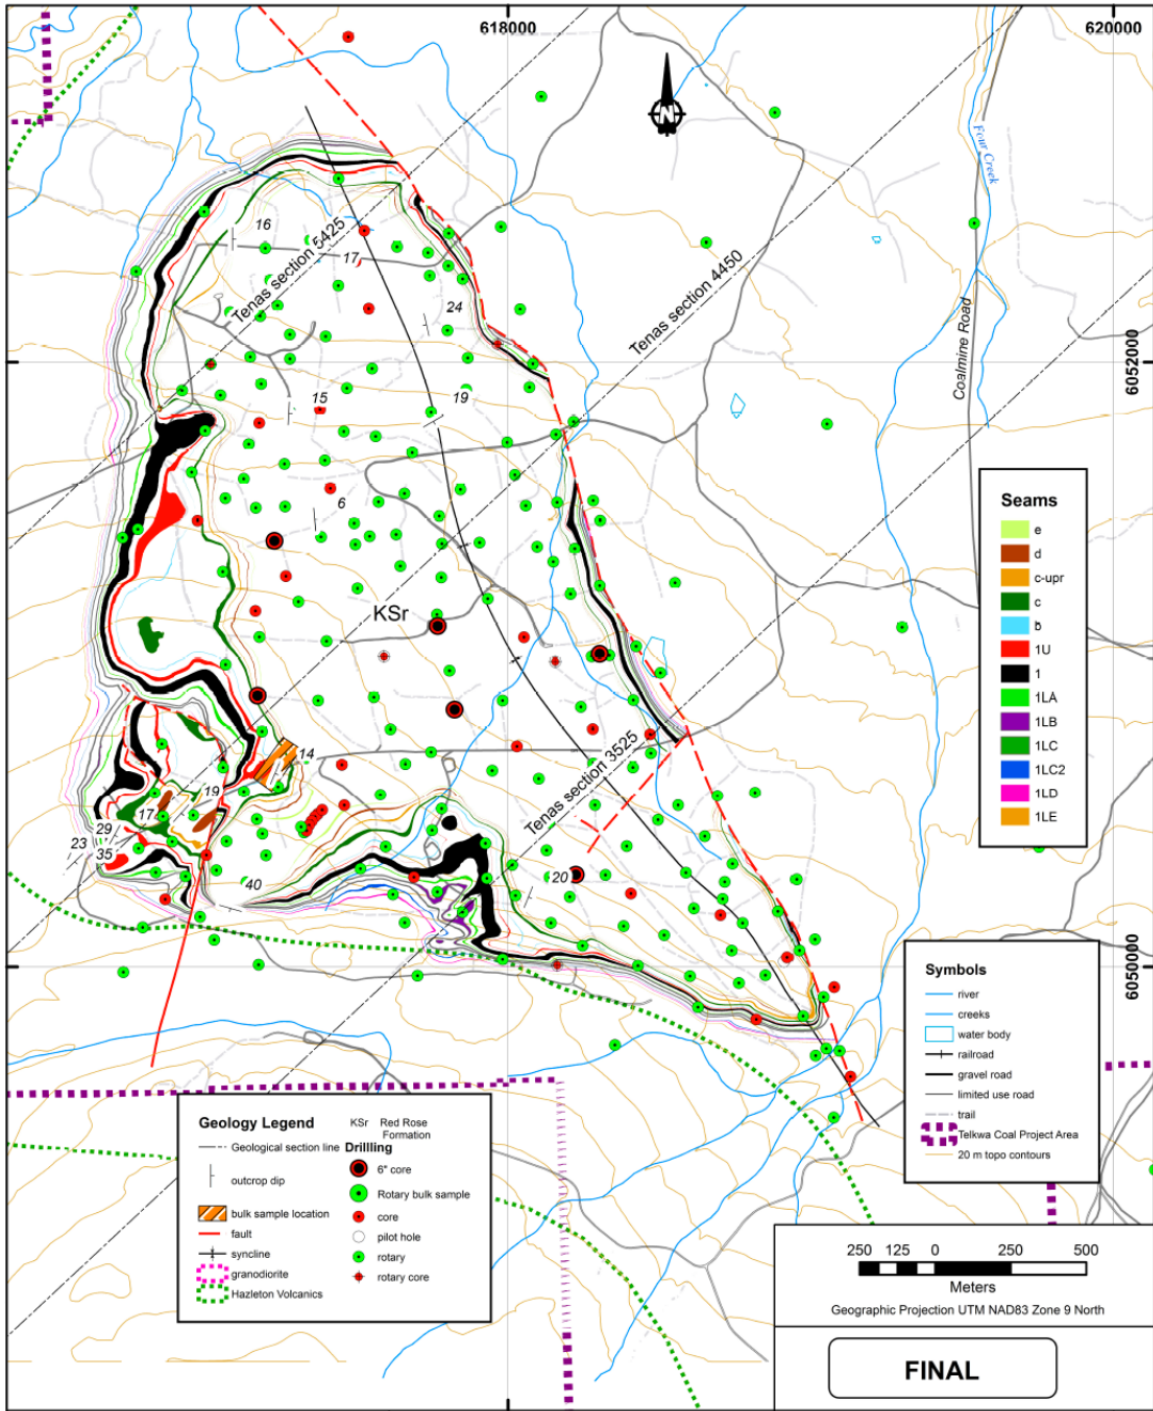 618000
620000
Four Creek
16
Tenas section 5425
17
Tenas section 4450
24
6052000
Coalmine Road
15
19
6
Seams
e
d
c-upr
c
b
1U
1
1LA
1LB
1LC
1LC2
1LD
1LE
KSr
14
Tenas section 3525
19
17
29
23
35
20
40
6050000
Symbols
river
creeks
water body
railroad
gravel road
limited use road
trail
Telkwa Coal Project Area
20 m topo contours
Geology Legend
KSr Red Rose
Formation
Geological section line
Drillling
outcrop dip
6" core
Rotary bulk sample
bulk sample location
core
fault
pilot hole
syncline
rotary
granodiorite
rotary core
Hazleton Volcanics
250 125 0 250 500
Meters
Geographic Projection UTM NAD83 Zone 9 North
FINAL
N